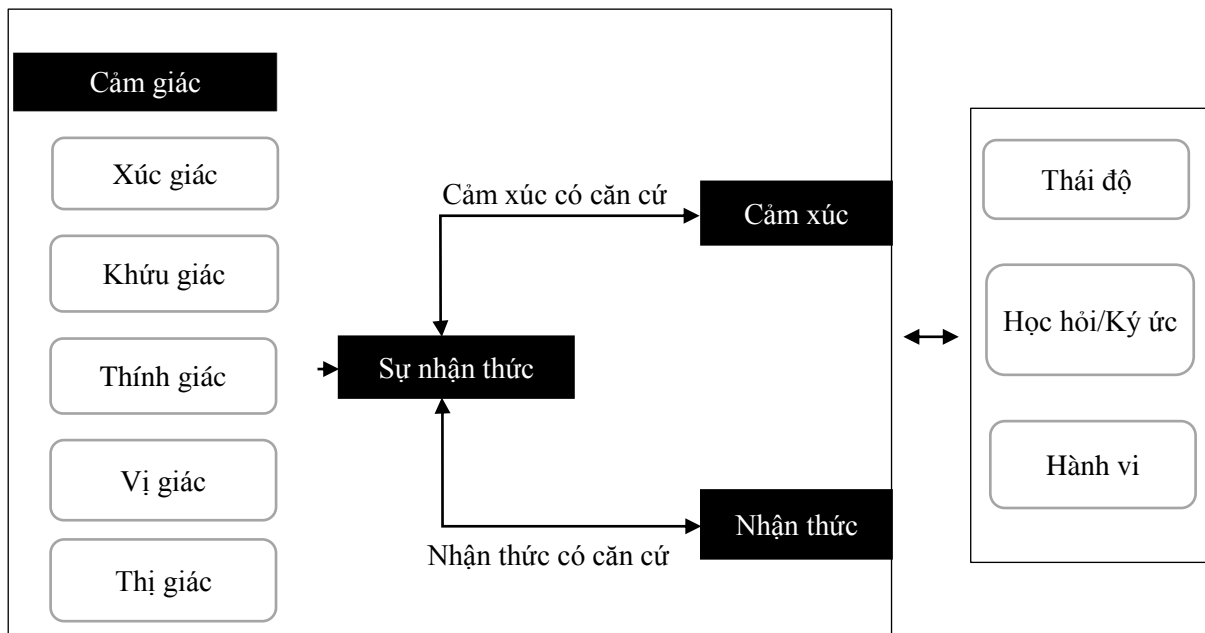 Cảm giác
Xúc giác
Khứu giác
Thính giác
Vị giác
Thị giác
Sự nhận thức
Cảm xúc có căn cứ
Cảm xúc
Nhận thức có căn cứ
Nhận thức
Thái độ
Học hỏi/Ký ức
Hành vi